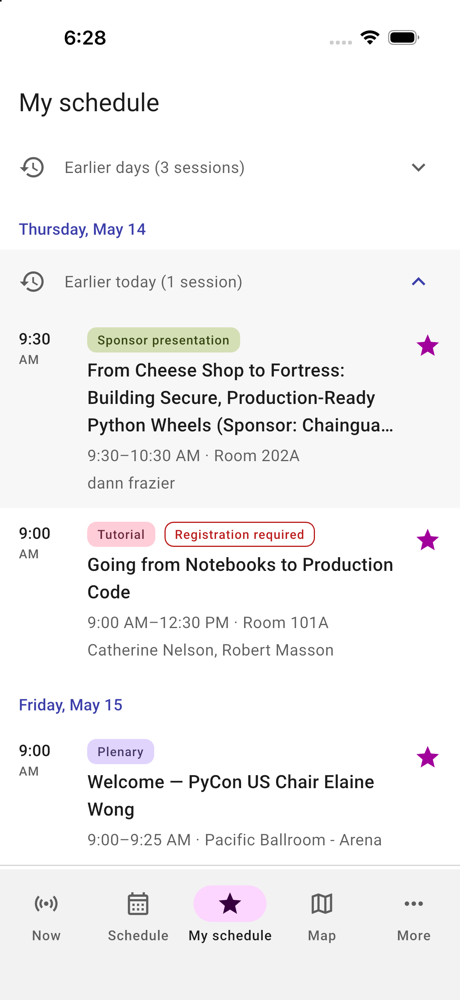 6:28
My schedule
Earlier days (3 sessions)
Thursday, May 14
Earlier today (1 session)
9:30
AM
Sponsor presentation
From Cheese Shop to Fortress:
Building Secure, Production-Ready
Python Wheels (Sponsor: Chaingua…
9:30–10:30 AM · Room 202A
dann frazier
9:00
AM
Tutorial
Registration required
Going from Notebooks to Production
Code
9:00 AM–12:30 PM · Room 101A
Catherine Nelson, Robert Masson
Friday, May 15
9:00
AM
Plenary
Welcome — PyCon US Chair Elaine
Wong
9:00–9:25 AM · Pacific Ballroom - Arena
Now
Schedule
My schedule
Map
More